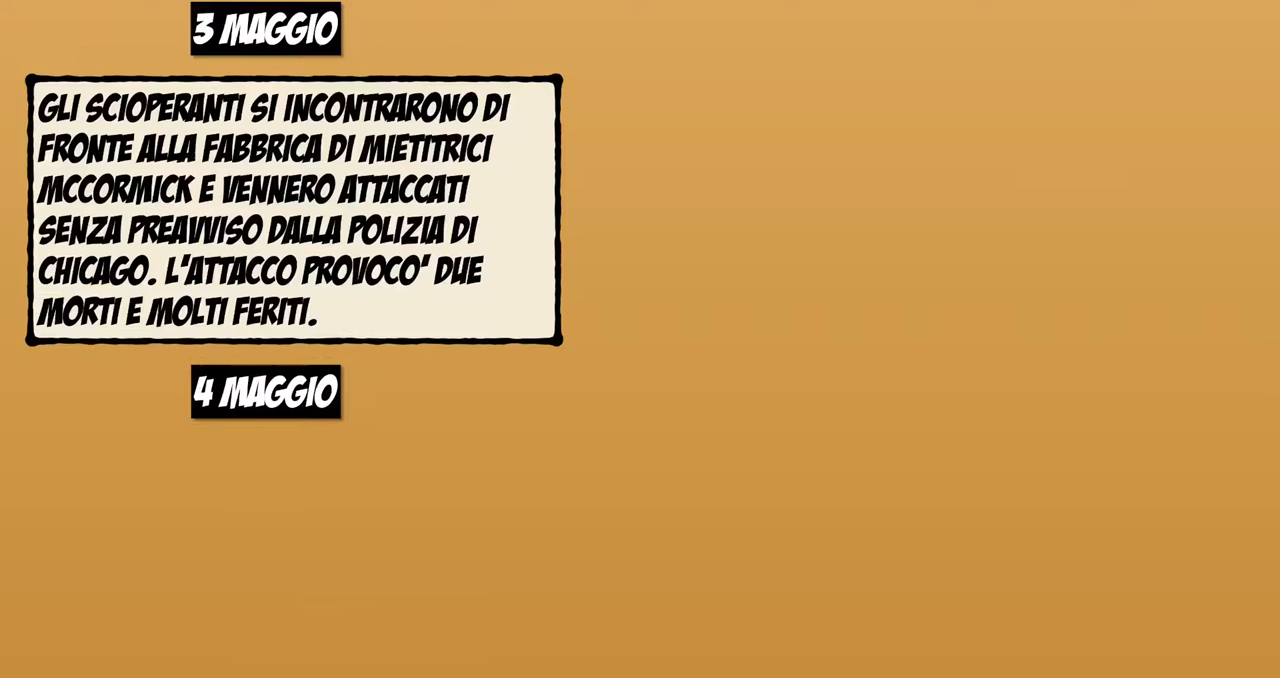 3 MAGGIO
GLI SCIOPERANTI SI INCONTRARONO DI
FRONTE ALLA FABBRICA DI MIETITRICI
MCCORMICK E VENNERO ATTACCATI
SENZA PREAVVISO DALLA POLIZIA DI
CHICAGO. L'ATTACCO PROVOCO' DUE
MORTI E MOLTI FERITI.
4 MAGGIO